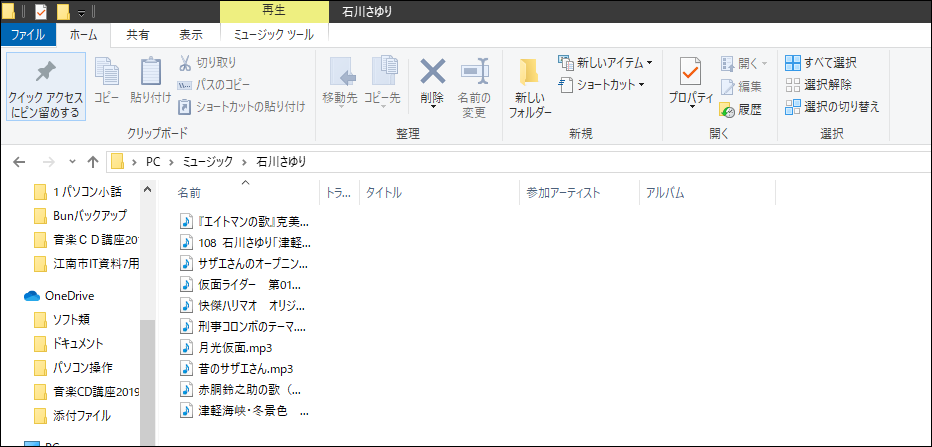 再生
石川さゆり
ファイル
ホーム
共有
表示
ミュージック ツール
クイック アクセス
にピン留めする
コピー
貼り付け
切り取り
パスのコピー
ショートカットの貼り付け
クリップボード
移動先
コピー先
削除
名前の
変更
整理
新しい
フォルダー
新しいアイテム
ショートカット
新規
プロパティ
開く
編集
履歴
開く
すべて選択
選択解除
選択の切り替え
選択
PC
ミュージック
石川さゆり
1 パソコン小話
Bunバックアップ
音楽ＣＤ講座201
江南市IT資料7用
OneDrive
ソフト類
ドキュメント
パソコン操作
音楽CD講座2019
添付ファイル
名前
トラ...
タイトル
参加アーティスト
アルバム
『エイトマンの歌』克美...
108 石川さゆり「津軽...
サザエさんのオープニン...
仮面ライダー　第01...
快傑ハリマオ　オリジ...
刑事コロンボのテーマ....
月光仮面.mp3
昔のサザエさん.mp3
赤胴鈴之助の歌（...
津軽海峡・冬景色　...